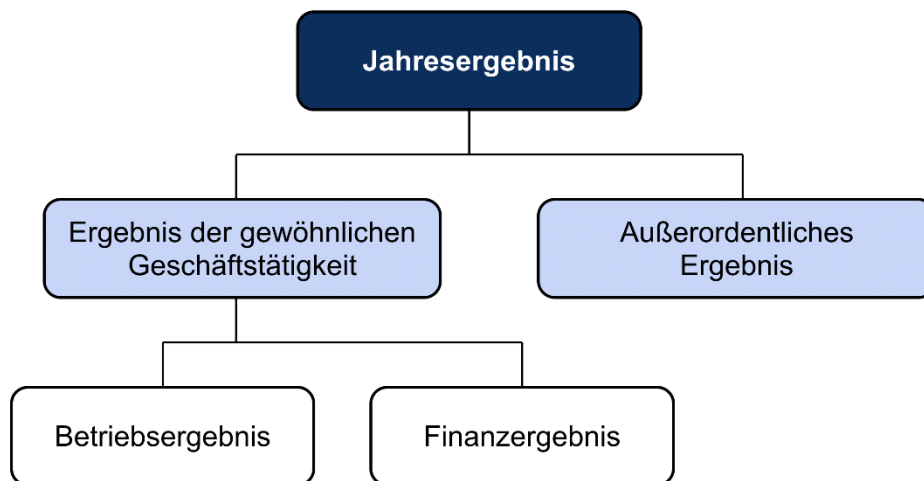 Jahresergebnis
Ergebnis der gewöhnlichen
Geschäftstätigkeit
Außerordentliches
Ergebnis
Betriebsergebnis
Finanzergebnis